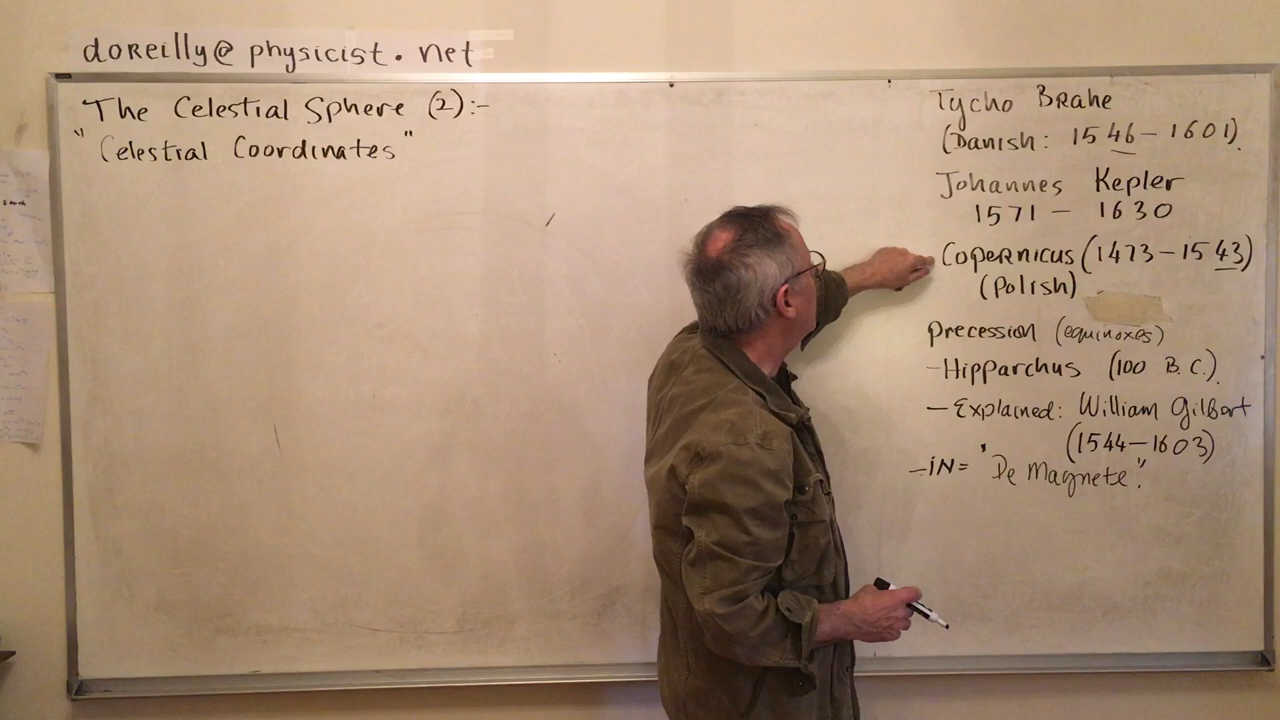 doreilly@physicist.net
The Celestial Sphere (2):-
"Celestral Coordinates"
Tycho Brahe
(Danish: 1546-1601).
Johannes Kepler
1571 - 1630
Copernicus (1473-1543)
(Polish)
Precession (equinoxes)
-Hipparchus (100 B.C.).
- Explained: William Gilbert
(1544-1603)
-iN= "De Magnete".